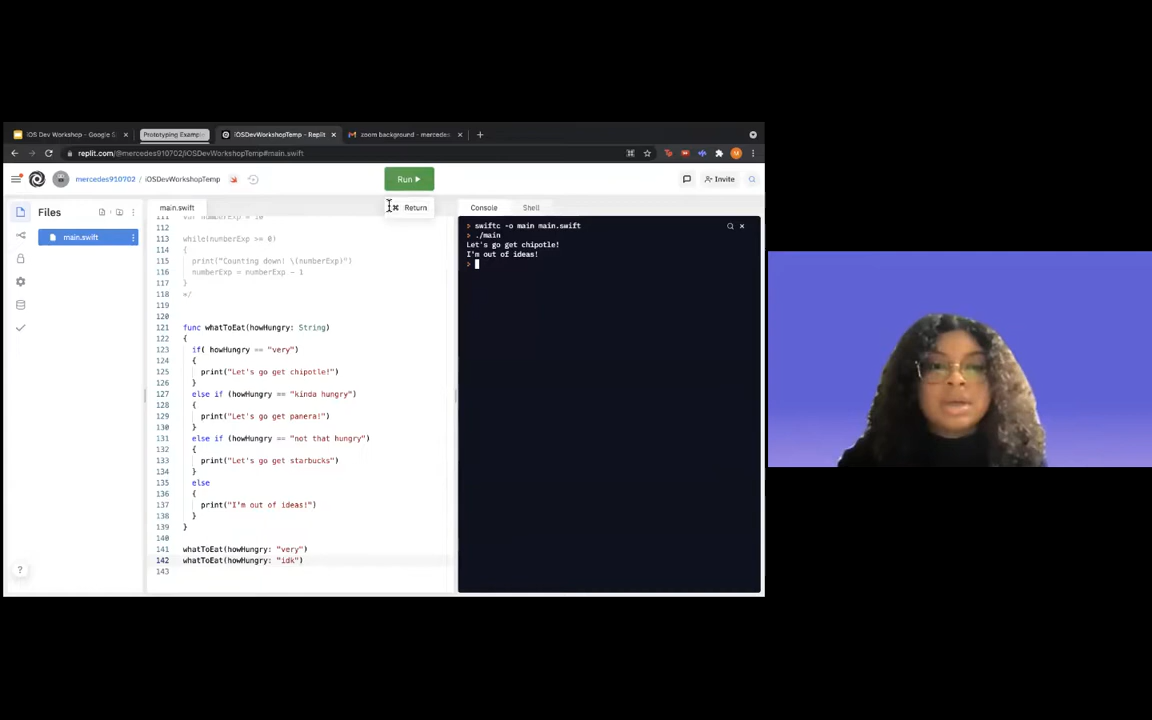 iOS Dev Workshop - Google S
Prototyping Example
iOSDevWorkshopTemp - Replit
zoom background - mercedes
replit.com/@mercedes910702/iOSDevWorkshopTemp#main.swift
mercedes910702 / iOSDevWorkshopTemp
Run
Invite
Files
main.swift
Return
Console
Shell
main.swift
111 var numberExp = 10
112
113 while(numberExp >= 0)
114 {
115 print("Counting down! \(numberExp)")
116 numberExp = numberExp - 1
117 }
118 */
119
120
121 func whatToEat(howHungry: String)
122 {
123 if( howHungry == "very")
124 {
125 print("Let's go get chipotle!")
126 }
127 else if (howHungry == "kinda hungry")
128 {
129 print("Let's go get panera!")
130 }
131 else if (howHungry == "not that hungry")
132 {
133 print("Let's go get starbucks")
134 }
135 else
136 {
137 print("I'm out of ideas!")
138 }
139 }
140
141 whatToEat(howHungry: "very")
142 whatToEat(howHungry: "idk")
143
> swiftc -o main main.swift
> ./main
Let's go get chipotle!
I'm out of ideas!
>
?